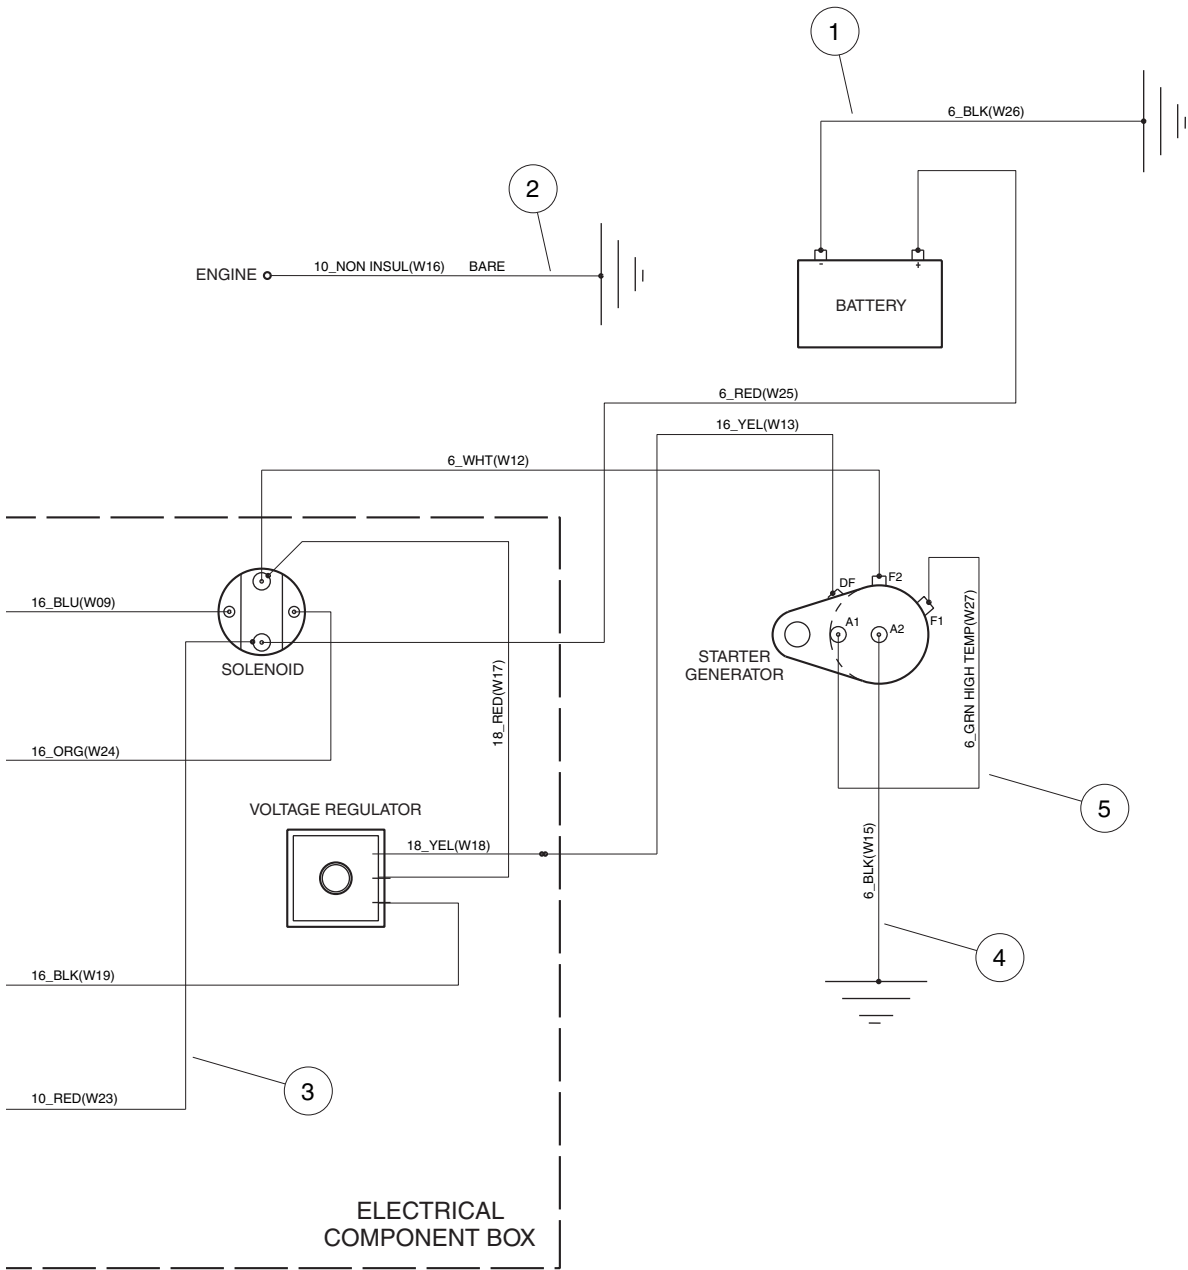 1
6_BLK(W26)
2
ENGINE
10_NON INSUL(W16) BARE
- +
BATTERY
6_RED(W25)
16_YEL(W13)
6_WHT(W12)
DF
F2
F1
A1
A2
16_BLU(W09)
SOLENOID
STARTER
GENERATOR
6_GRN HIGH TEMP(W27)
18_RED(W17)
16_ORG(W24)
VOLTAGE REGULATOR
5
18_YEL(W18)
6_BLK(W15)
4
16_BLK(W19)
3
10_RED(W23)
ELECTRICAL
COMPONENT BOX